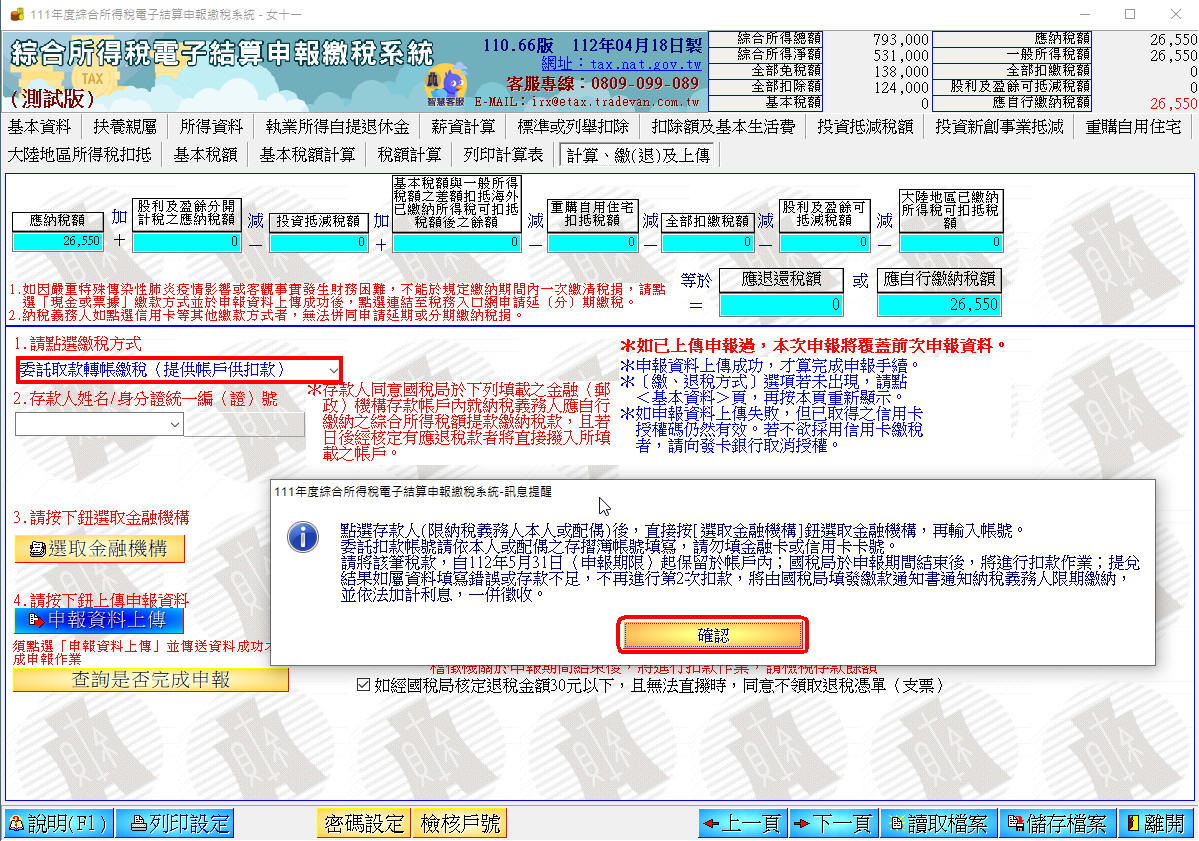 111年度綜合所得稅電子結算申報繳稅系統 - 女十一
綜合所得稅電子結算申報繳稅系統
TAX
(測試版)
110.66版　112年04月18日製
網址：tax.nat.gov.tw
客服專線：0809-099-089
智慧客服
E-MAIL：irx@etax.tradevan.com.tw
綜合所得總額 793,000 應納稅額 26,550
綜合所得淨額 531,000 一般所得稅額 26,550
全部免稅額 138,000 全部扣繳稅額 0
全部扣除額 124,000 股利及盈餘可抵減稅額 0
基本稅額 0 應自行繳納稅額 26,550
基本資料 扶養親屬 所得資料 執業所得自提退休金 薪資計算 標準或列舉扣除 扣除額及基本生活費 投資抵減稅額 投資新創事業抵減 重購自用住宅
大陸地區所得稅扣抵 基本稅額 基本稅額計算 稅額計算 列印計算表 計算、繳(退)及上傳
應納稅額
26,550
加
＋
股利及盈餘分開
計稅之應納稅額
0
減
－
投資抵減稅額
0
加
＋
基本稅額與一般所得
稅額之差額扣抵海外
已繳納所得稅可扣抵
稅額後之餘額
0
減
－
重購自用住宅
扣抵稅額
0
減
－
全部扣繳稅額
0
減
－
股利及盈餘可
抵減稅額
0
減
－
大陸地區已繳納
所得稅可扣抵稅
額
0
1.如因嚴重特殊傳染性肺炎疫情影響或客觀事實發生財務困難，不能於規定繳納期間內一次繳清稅捐，請點
選「現金或票據」繳款方式並於申報資料上傳成功後，點選連結至稅務入口網申請延（分）期繳稅。
2.納稅義務人如點選信用卡等其他繳款方式者，無法併同申請延期或分期繳納稅捐。
等於
＝
應退還稅額
0
或
應自行繳納稅額
26,550
1.請點選繳稅方式
委託取款轉帳繳稅（提供帳戶供扣款）
2.存款人姓名/身分證統一編（證）號
＊存款人同意國稅局於下列填載之金融（郵
政）機構存款帳戶內就納稅義務人應自行
繳納之綜合所得稅額提款繳納稅款，且若
日後經核定有應退稅款者將直接撥入所填
載之帳戶。
＊如已上傳申報過，本次申報將覆蓋前次申報資料。
＊申報資料上傳成功，才算完成申報手續。
＊〔繳、退稅方式〕選項若未出現，請點
＜基本資料＞頁，再按本頁重新顯示。
＊如申報資料上傳失敗，但已取得之信用卡
授權碼仍然有效。若不欲採用信用卡繳稅
者，請向發卡銀行取消授權。
3.請按下鈕選取金融機構
選取金融機構
4.請按下鈕上傳申報資料
申報資料上傳
須點選「申報資料上傳」並傳送資料成功才
成申報作業
查詢是否完成申報
111年度綜合所得稅電子結算申報繳稅系統-訊息提醒
點選存款人(限納稅義務人本人或配偶)後，直接按[選取金融機構]鈕選取金融機構，再輸入帳號。
委託扣款帳號請依本人或配偶之存摺簿帳號填寫，請勿填金融卡或信用卡卡號。
請將該筆稅款，自112年5月31日（申報期限）起保留於帳戶內；國稅局於申報期間結束後，將進行扣款作業；提兌
結果如屬資料填寫錯誤或存款不足，不再進行第2次扣款，將由國稅局填發繳款通知書通知納稅義務人限期繳納，
並依法加計利息，一併徵收。
確認
稽徵機關於申報期間結束後，將進行扣款作業，請檢視存款餘額
如經國稅局核定退稅金額30元以下，且無法直撥時，同意不領取退稅憑單（支票）
說明(F1) 列印設定 密碼設定 檢核戶號 上一頁 下一頁 讀取檔案 儲存檔案 離開